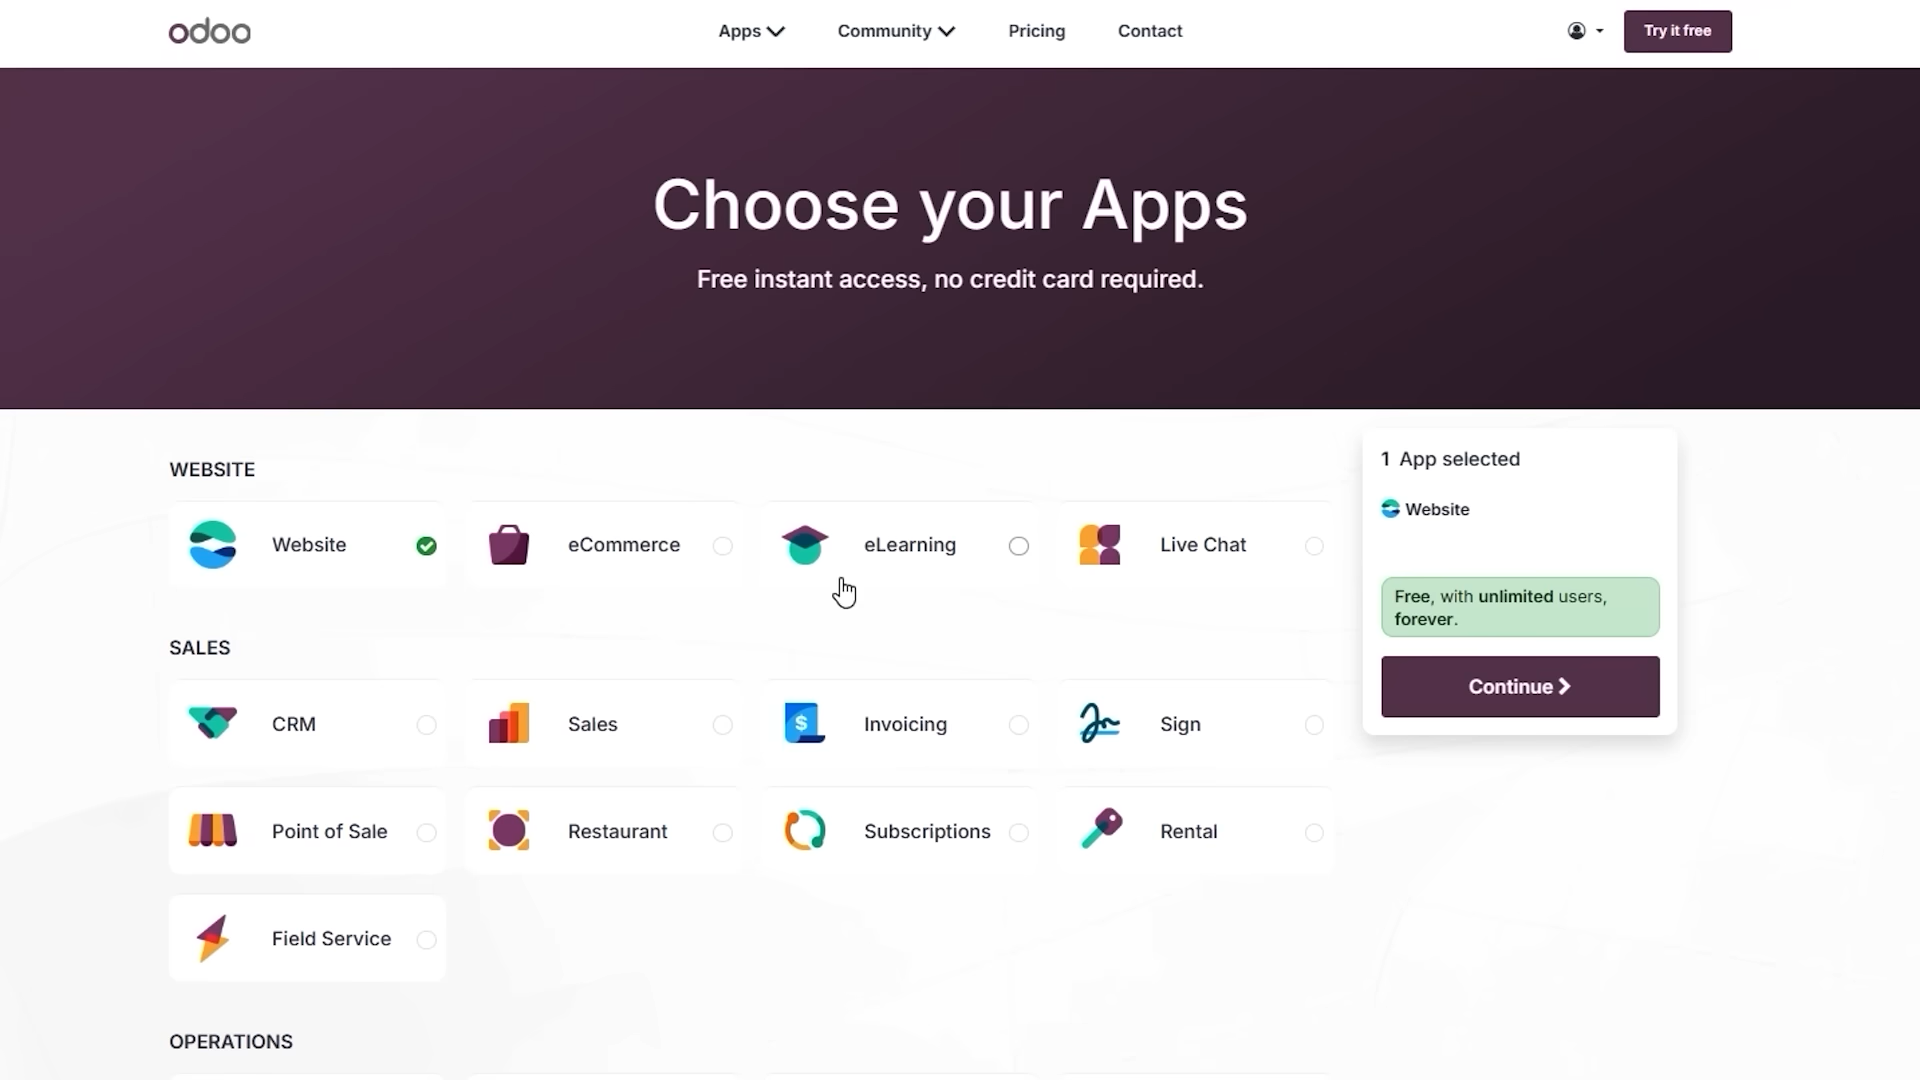 odoo
Apps
Community
Pricing
Contact
Try it free
Choose your Apps
Free instant access, no credit card required.
WEBSITE
Website
eCommerce
eLearning
Live Chat
1 App selected
Website
Free, with unlimited users,
forever.
Continue
SALES
CRM
Sales
$
Invoicing
Sign
Point of Sale
Restaurant
Subscriptions
Rental
Field Service
OPERATIONS